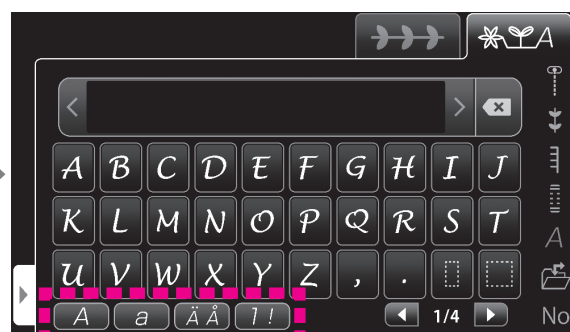 A
A B C D E F G H I J
K L M N O P Q R S T
A
U V W X Y Z , .
A a Ä Å 1 ! 1/4 No